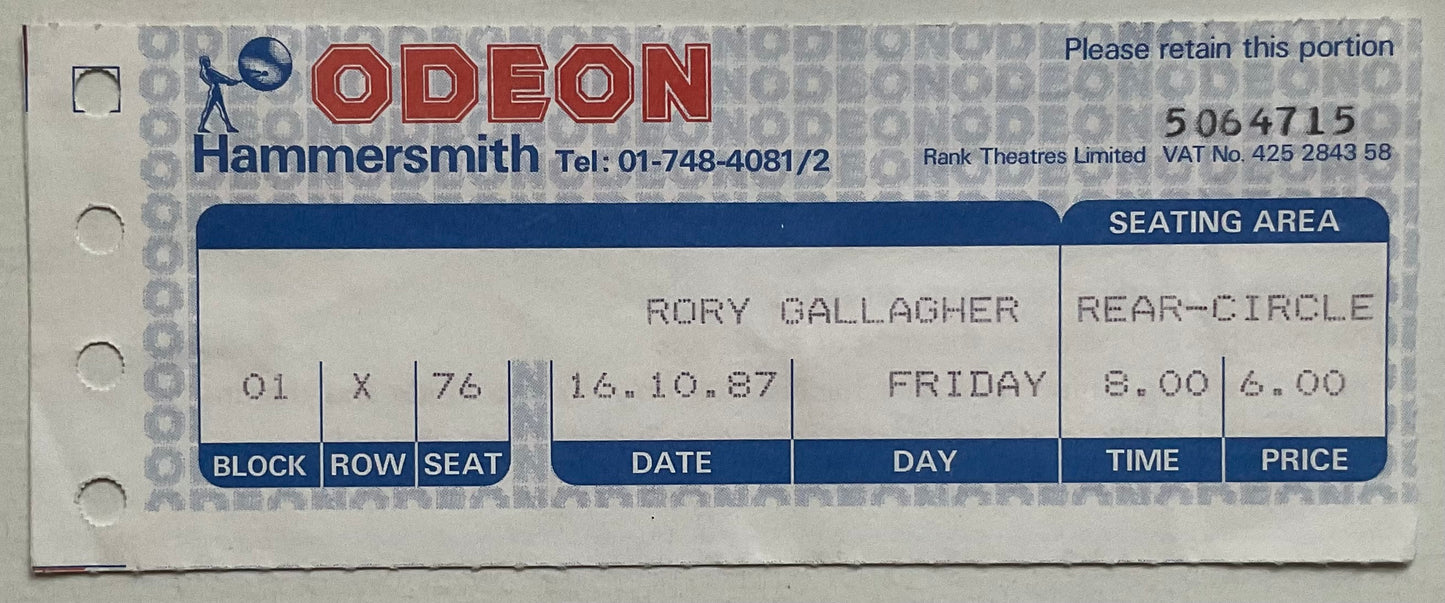 ODEON
Please retain this portion
5064715
Hammersmith Tel: 01-748-4081/2
Rank Theatres Limited VAT No. 425 2843 58
SEATING AREA
RORY GALLAGHER REAR-CIRCLE
01 X 76 16.10.87 FRIDAY 8.00 6.00
BLOCK ROW SEAT DATE DAY TIME PRICE